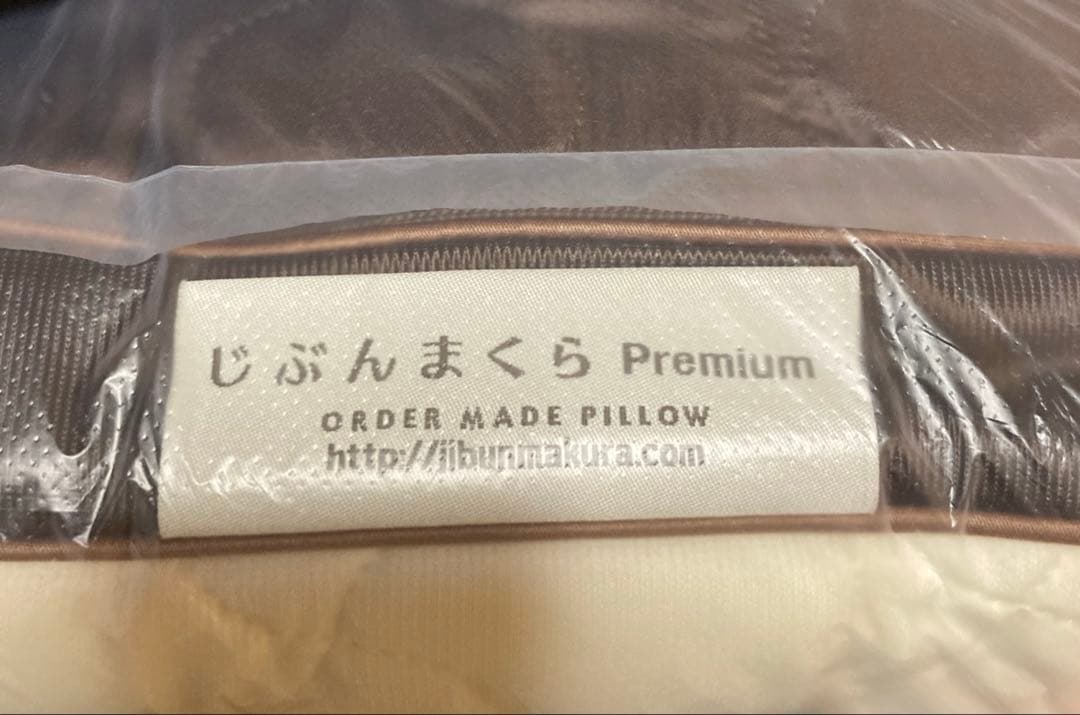 じぶんまくら Premium
ORDER MADE PILLOW
http://jibunmakura.com